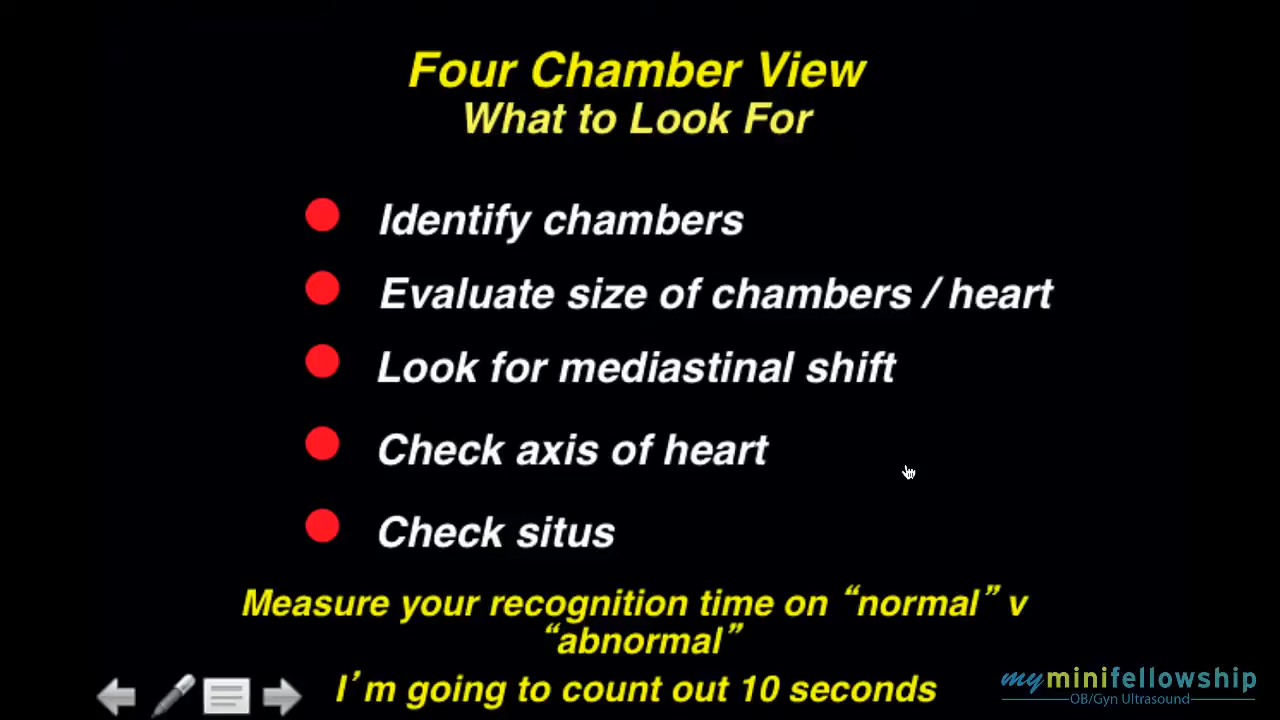 Four Chamber View
What to Look For
Identify chambers
Evaluate size of chambers / heart
Look for mediastinal shift
Check axis of heart
Check situs
Measure your recognition time on “normal” v
“abnormal”
I’m going to count out 10 seconds
myminifellowship
OB/Gyn Ultrasound